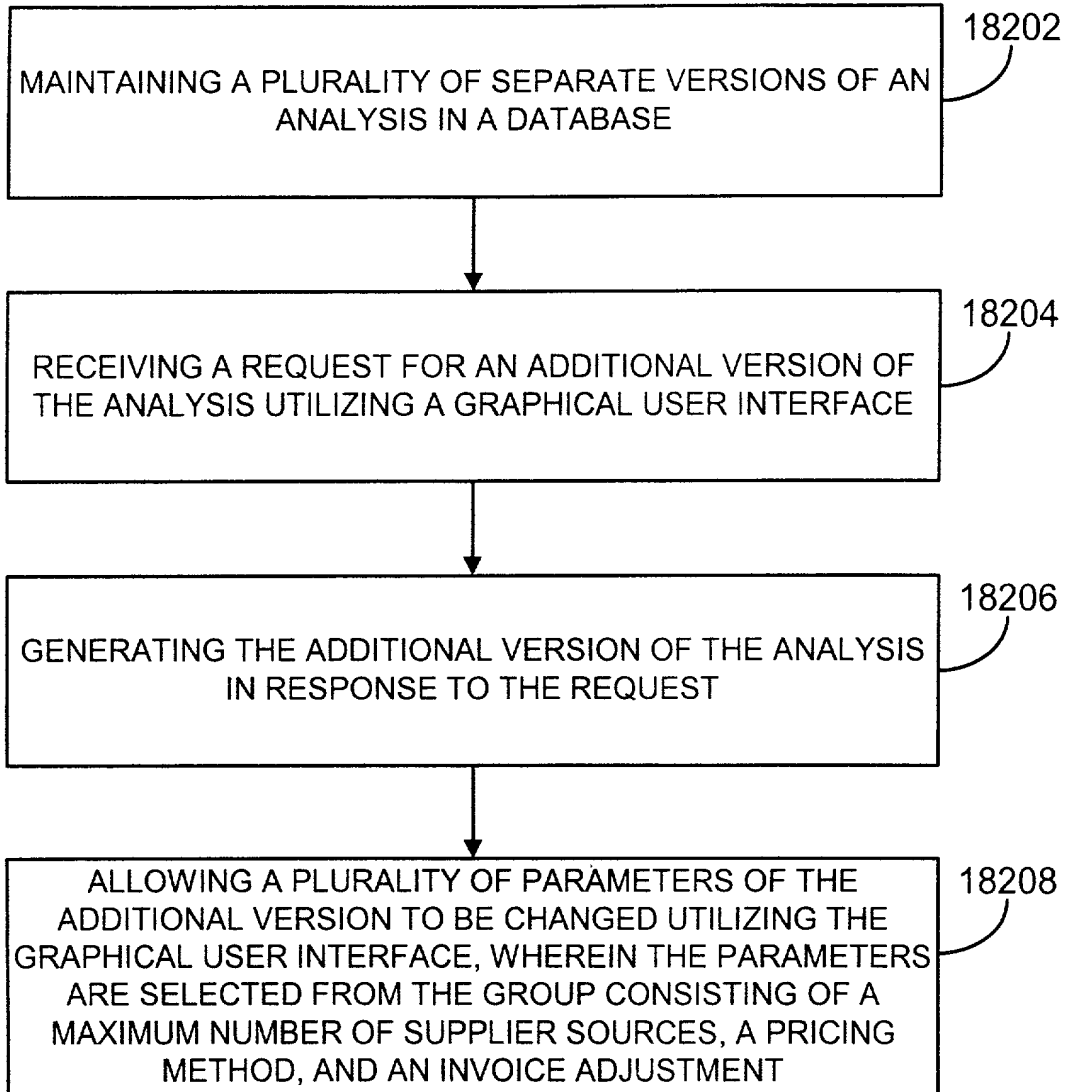 18202
MAINTAINING A PLURALITY OF SEPARATE VERSIONS OF AN
ANALYSIS IN A DATABASE
18204
RECEIVING A REQUEST FOR AN ADDITIONAL VERSION OF
THE ANALYSIS UTILIZING A GRAPHICAL USER INTERFACE
18206
GENERATING THE ADDITIONAL VERSION OF THE ANALYSIS
IN RESPONSE TO THE REQUEST
18208
ALLOWING A PLURALITY OF PARAMETERS OF THE
ADDITIONAL VERSION TO BE CHANGED UTILIZING THE
GRAPHICAL USER INTERFACE, WHEREIN THE PARAMETERS
ARE SELECTED FROM THE GROUP CONSISTING OF A
MAXIMUM NUMBER OF SUPPLIER SOURCES, A PRICING
METHOD, AND AN INVOICE ADJUSTMENT